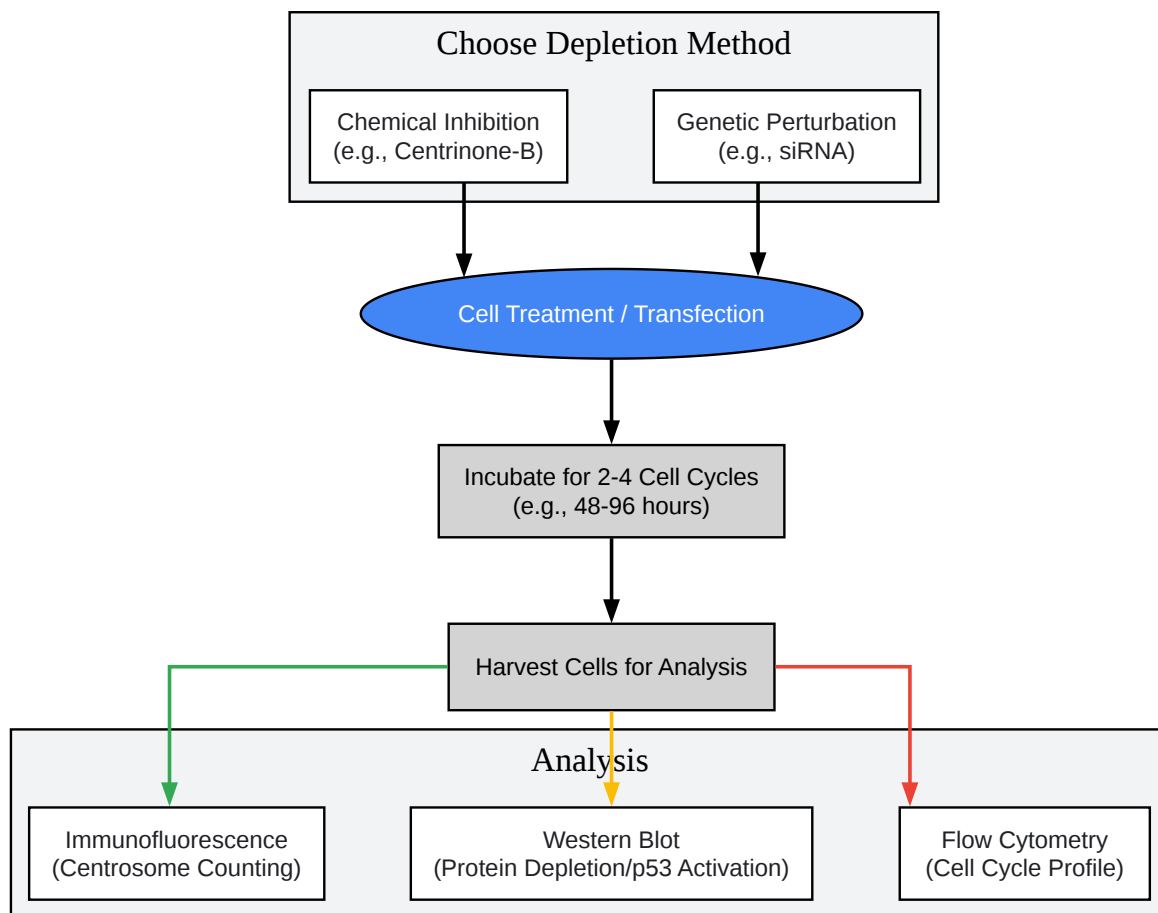 Choose Depletion Method
Chemical Inhibition
(e.g., Centrinone-B)
Genetic Perturbation
(e.g., siRNA)
Cell Treatment / Transfection
Incubate for 2-4 Cell Cycles
(e.g., 48-96 hours)
Harvest Cells for Analysis
Analysis
Immunofluorescence
(Centrosome Counting)
Western Blot
(Protein Depletion/p53 Activation)
Flow Cytometry
(Cell Cycle Profile)